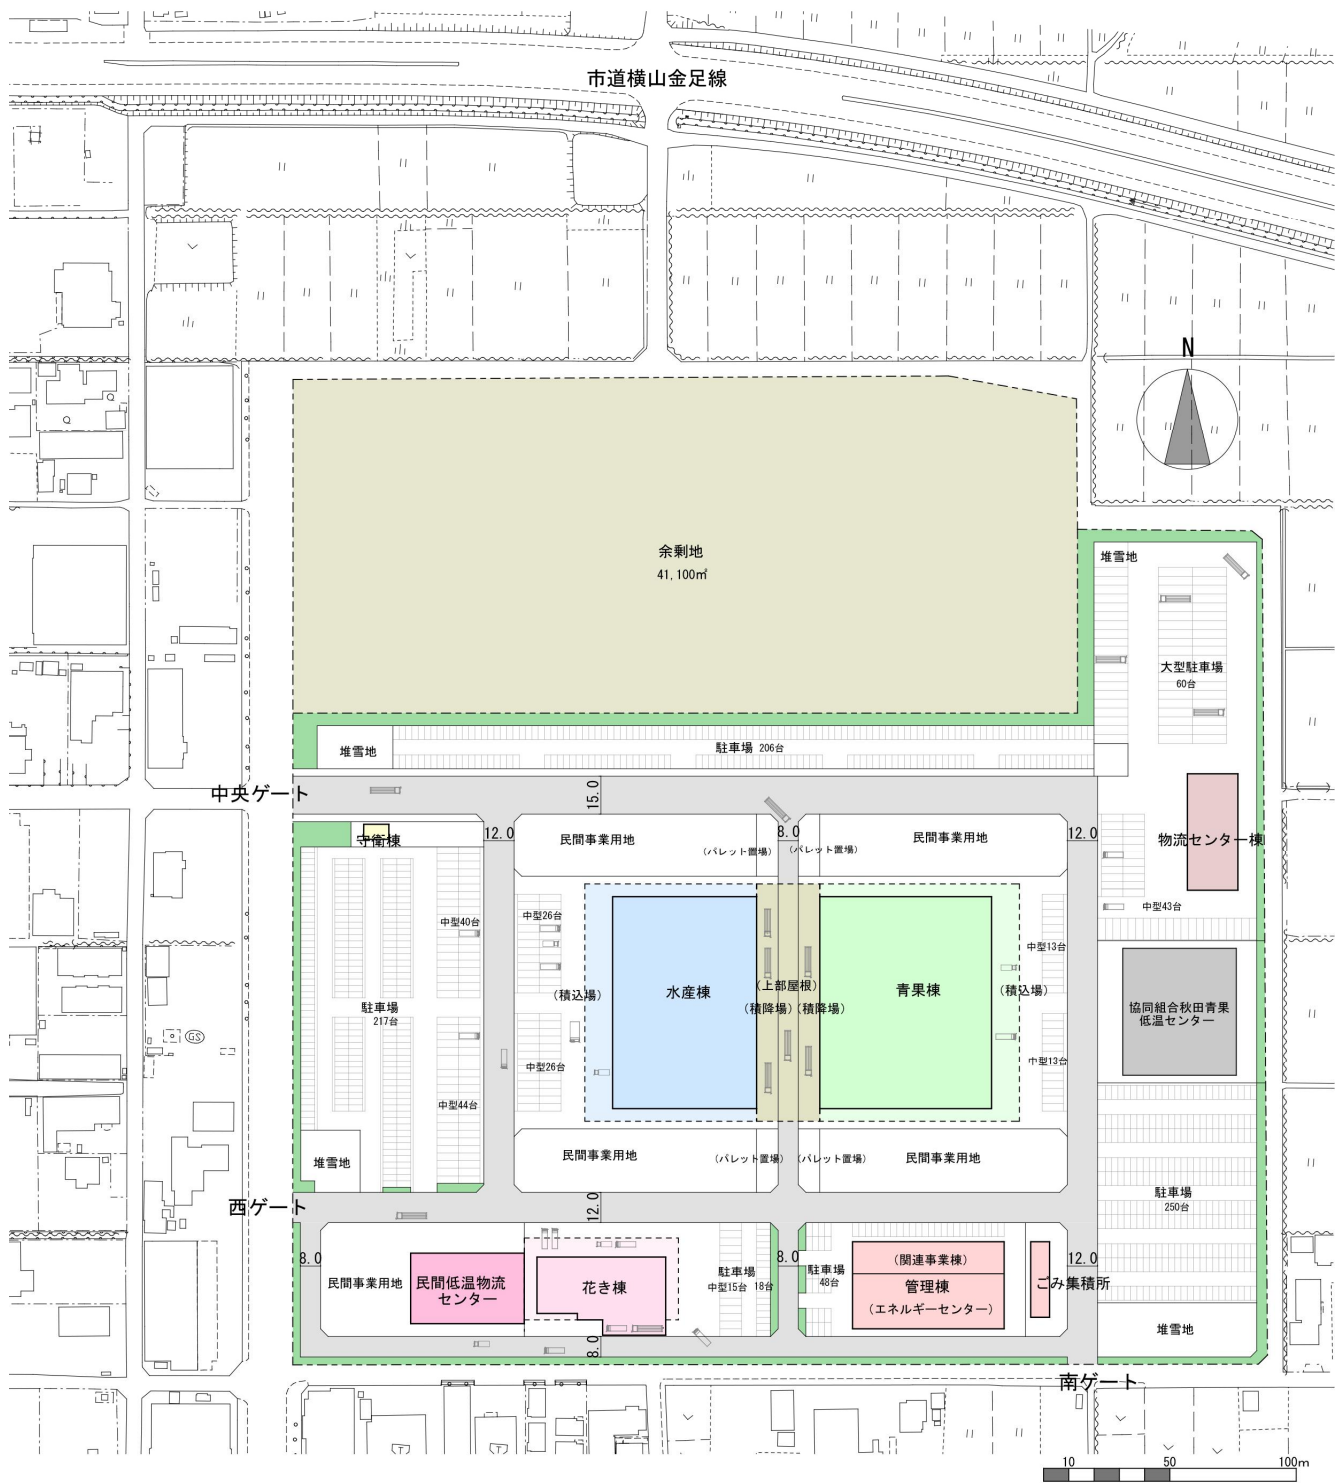 市道横山金足線
N
余剰地
41,100㎡
堆雪地
大型駐車場
60台
堆雪地
駐車場 206台
中央ゲート
15.0
守衛棟
12.0
民間事業用地
(パレット置場)
8.0
(パレット置場)
民間事業用地
12.0
物流センター棟
中型40台
中型26台
中型43台
中型13台
駐車場
217台
(積込場)
水産棟
(上部屋根)
(積降場)
(積降場)
青果棟
(積込場)
協同組合秋田青果
低温センター
GS
中型44台
中型26台
中型13台
堆雪地
民間事業用地
(パレット置場)
(パレット置場)
民間事業用地
駐車場
250台
西ゲート
12.0
8.0
民間事業用地
民間低温物流
センター
花き棟
駐車場
中型15台 18台
8.0
駐車場
48台
(関連事業棟)
管理棟
(エネルギーセンター)
ごみ集積所
12.0
堆雪地
8.0
南ゲート
10 50 100m